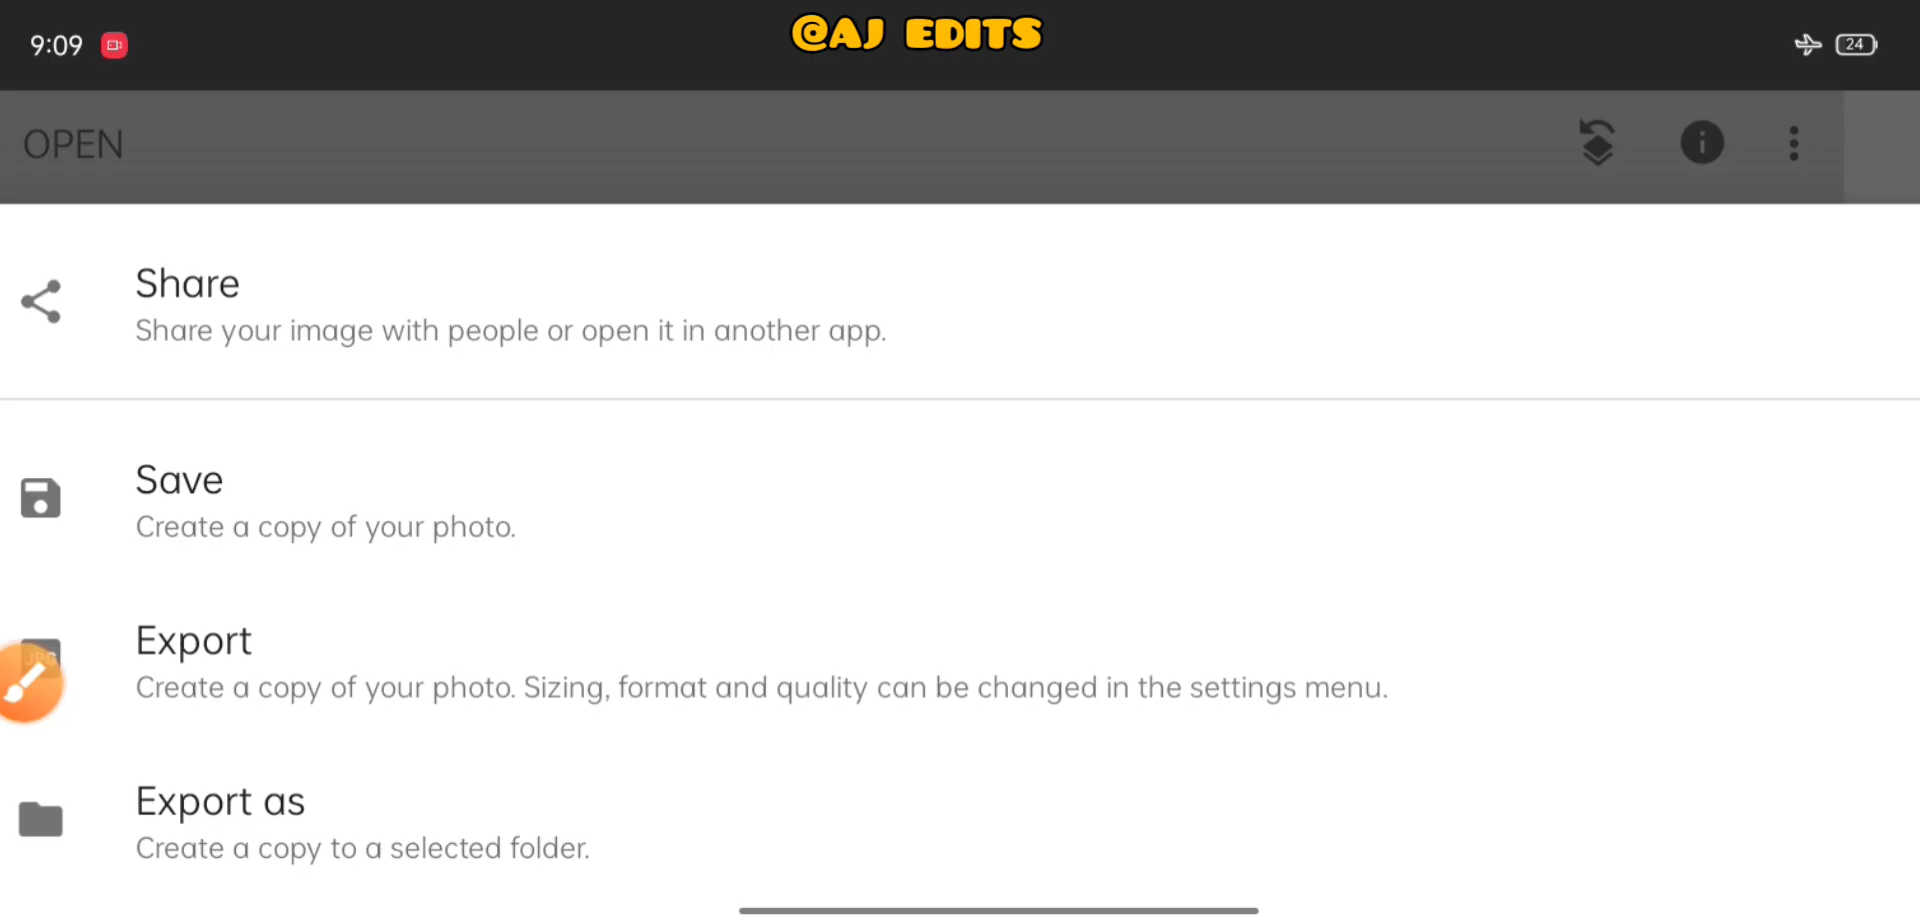 9:09
@AJ EDITS
24
OPEN
Share
Share your image with people or open it in another app.
Save
Create a copy of your photo.
Export
JPG
Create a copy of your photo. Sizing, format and quality can be changed in the settings menu.
Export as
Create a copy to a selected folder.